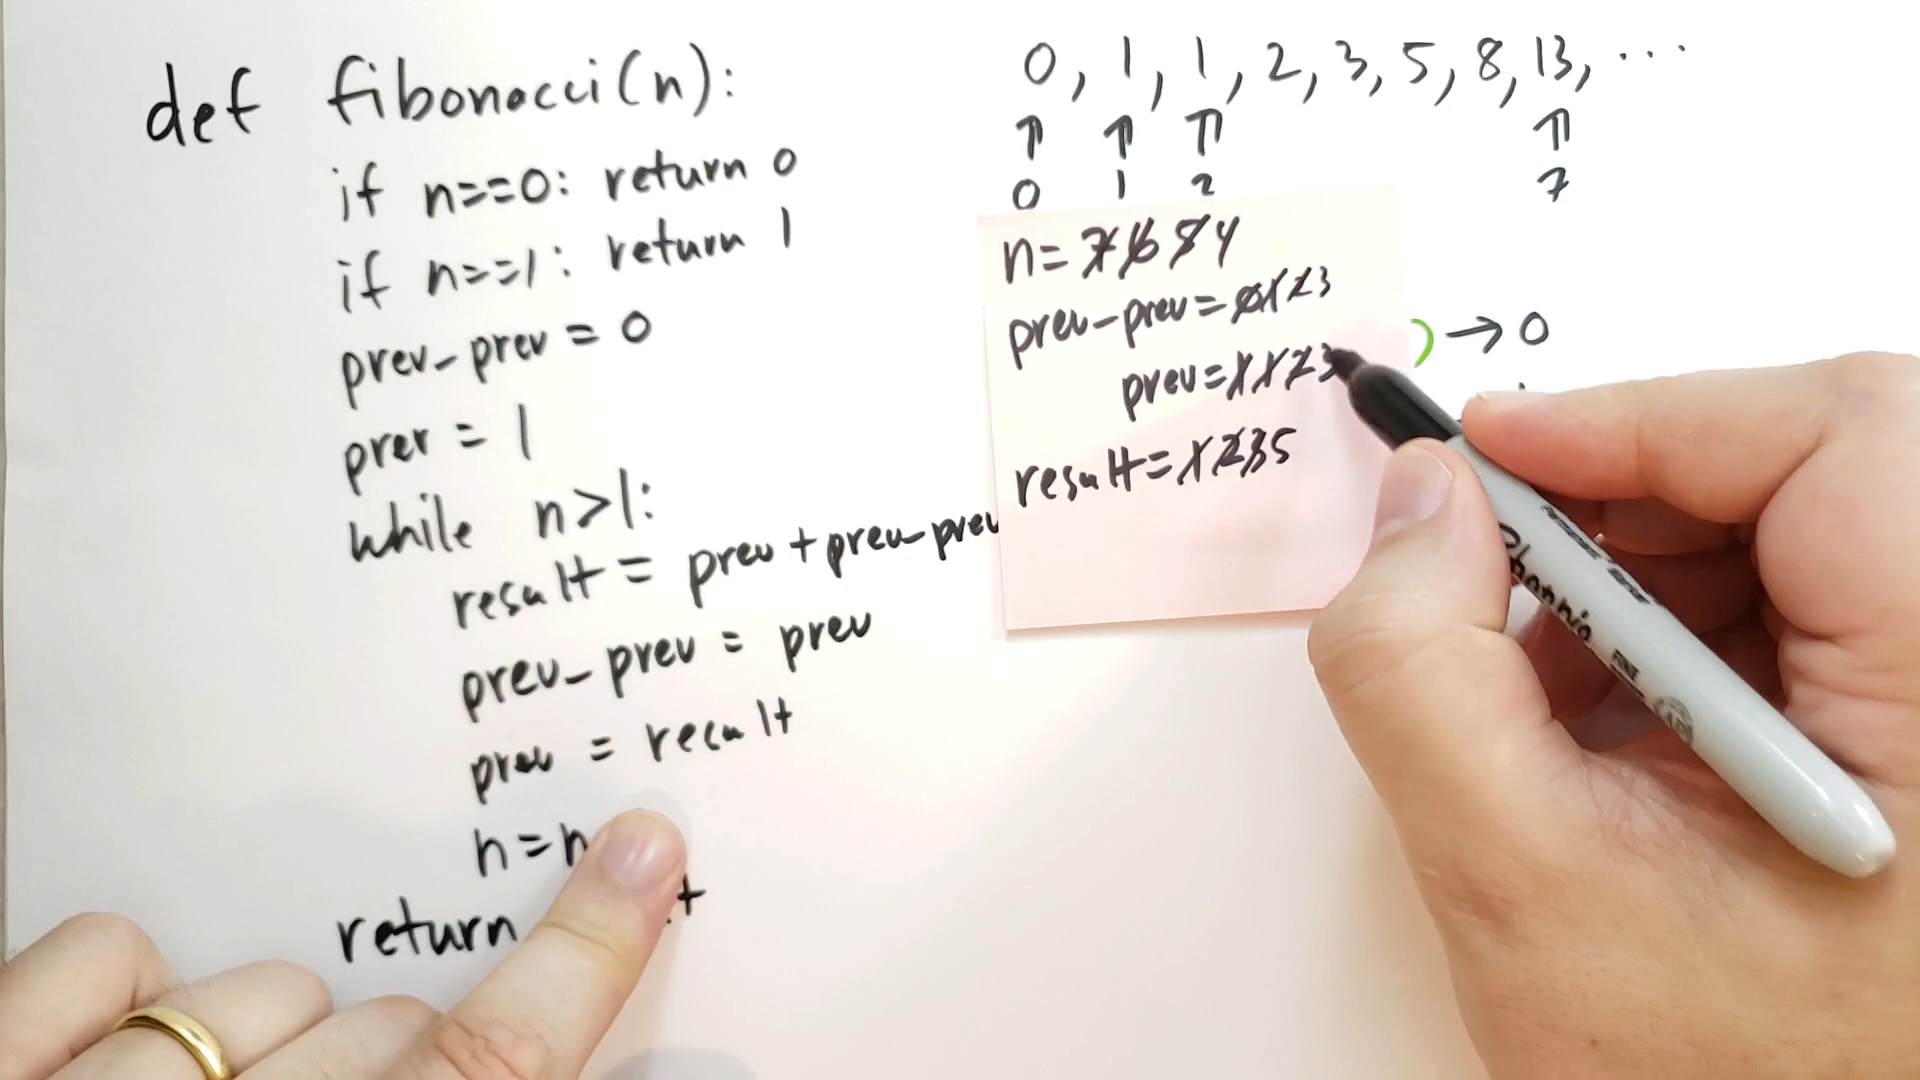 def fibonacci(n):
if n==0: return 0
if n==1: return 1
prev_prev = 0
prev = 1
while n>1:
result = prev + prev_prev
prev_prev = prev
prev = result
n=n
return
0, 1, 1, 2, 3, 5, 8, 13, ...
0 1 2 7
n= 7 6 5 4
prev_prev = 0 1 2 3
prev = 1 1 2 3
result = 1 2 3 5
) → 0
Sharpie
FINE